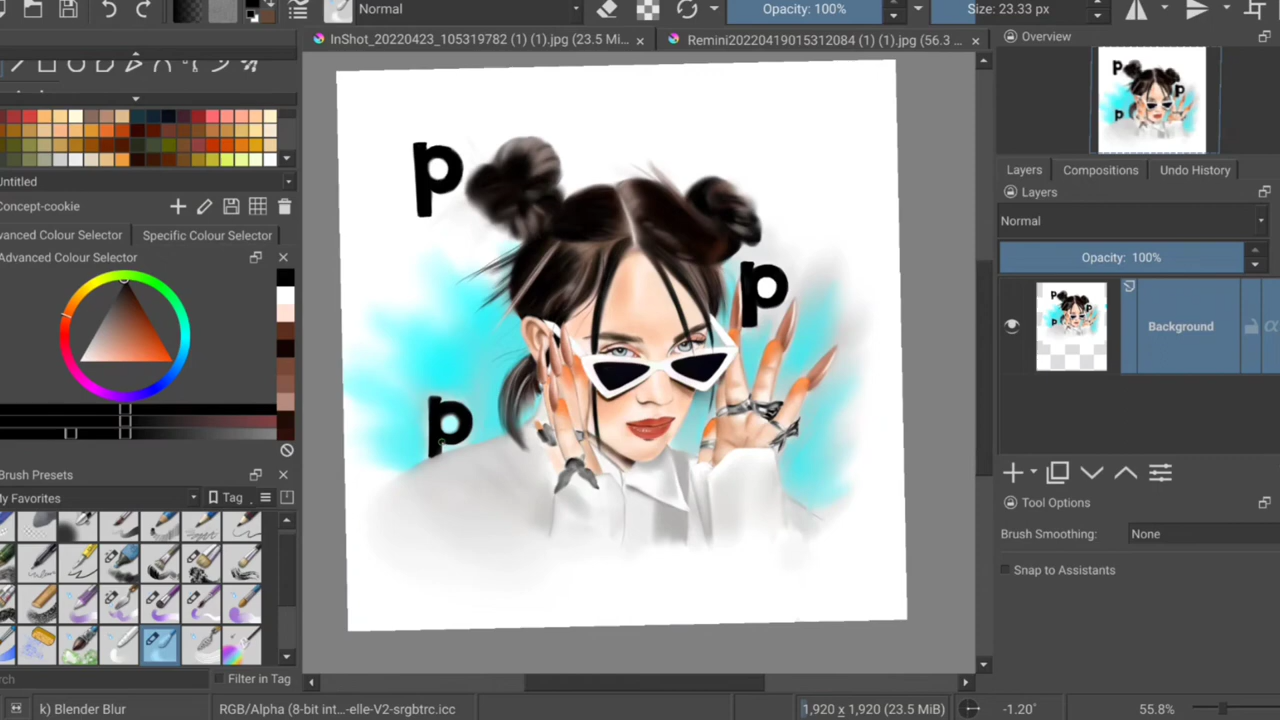 Normal
Opacity: 100%
Size: 23.33 px
InShot_20220423_105319782 (1) (1).jpg (23.5 Mi...
Remini20220419015312084 (1) (1).jpg (56.3 ...
Overview
Untitled
Concept-cookie
vanced Colour Selector
Specific Colour Selector
Advanced Colour Selector
Brush Presets
My Favorites
Tag
rch
Filter in Tag
p
p
p
Layers
Compositions
Undo History
Layers
Normal
Opacity: 100%
Background
Tool Options
Brush Smoothing:
None
Snap to Assistants
k) Blender Blur
RGB/Alpha (8-bit int...-elle-V2-srgbtrc.icc
1,920 x 1,920 (23.5 MiB)
-1.20°
55.8%